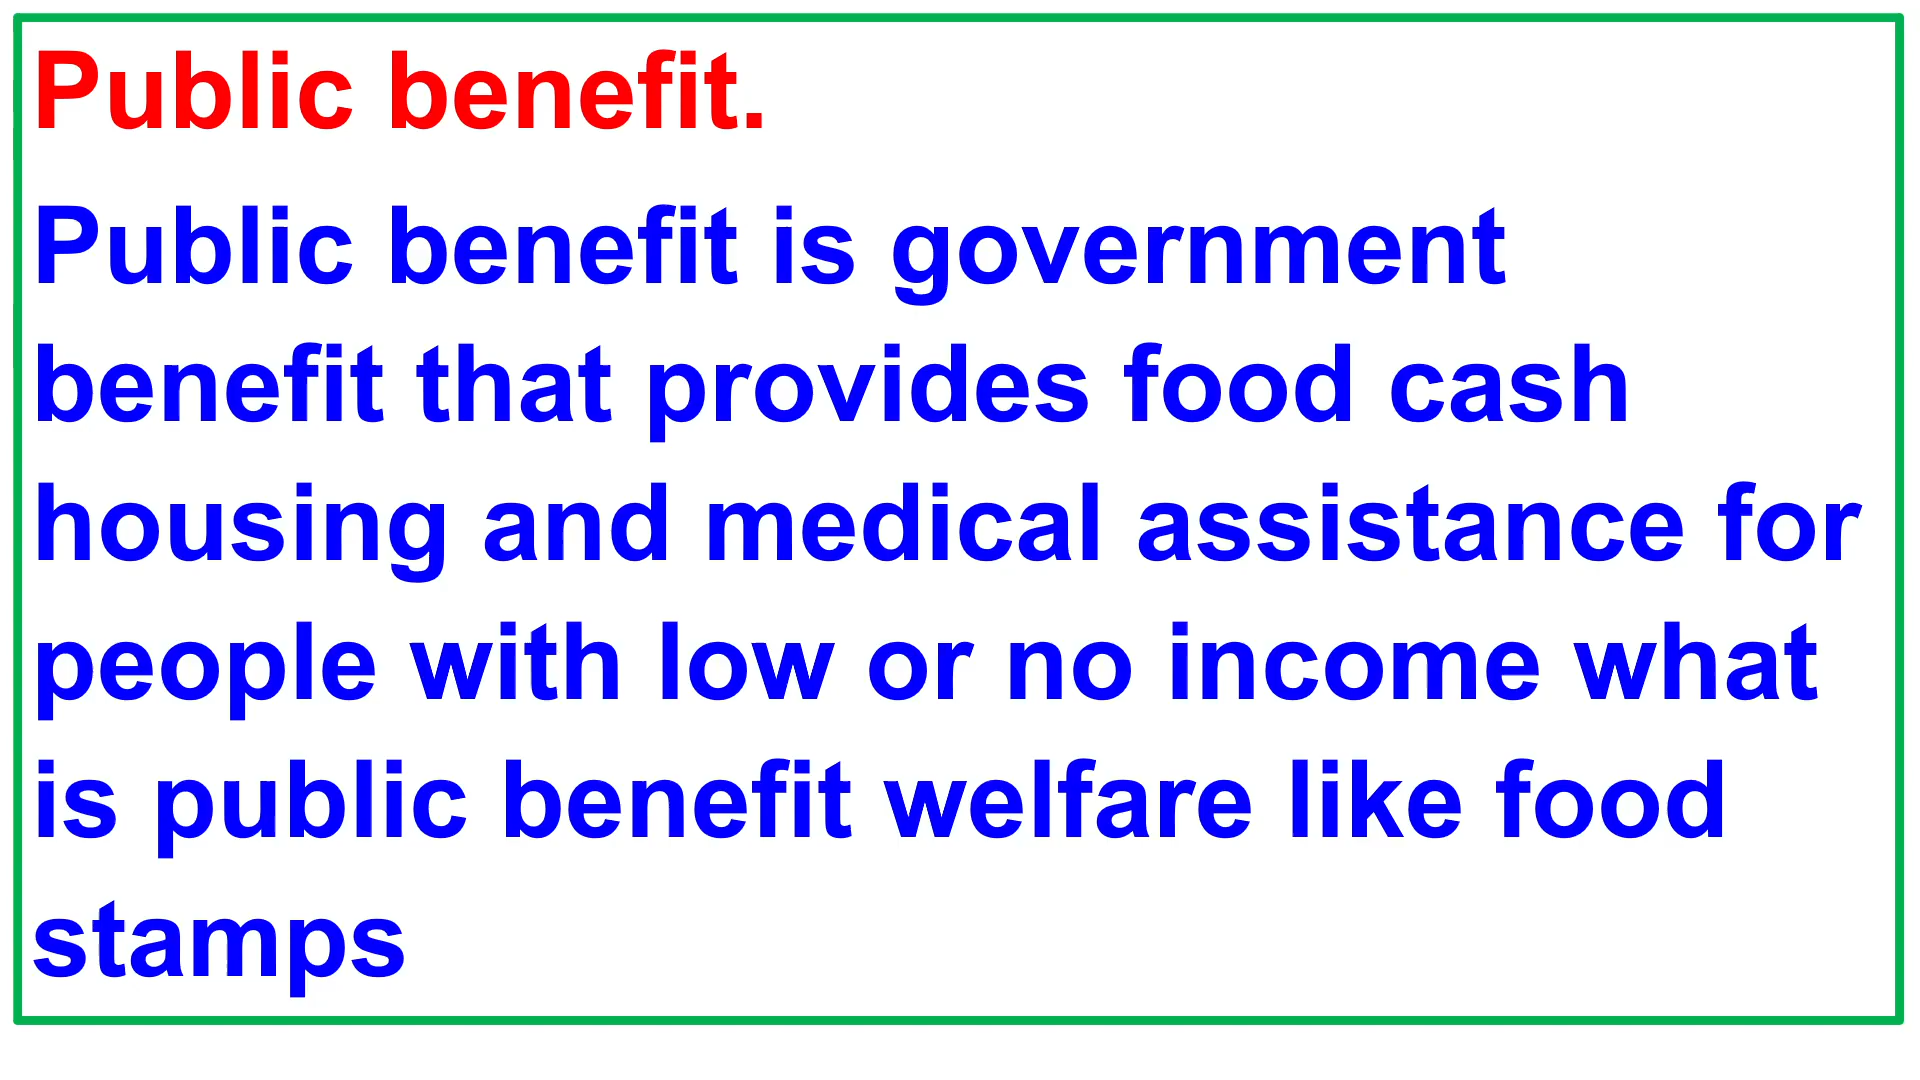 Public benefit.
Public benefit is government
benefit that provides food cash
housing and medical assistance for
people with low or no income what
is public benefit welfare like food
stamps